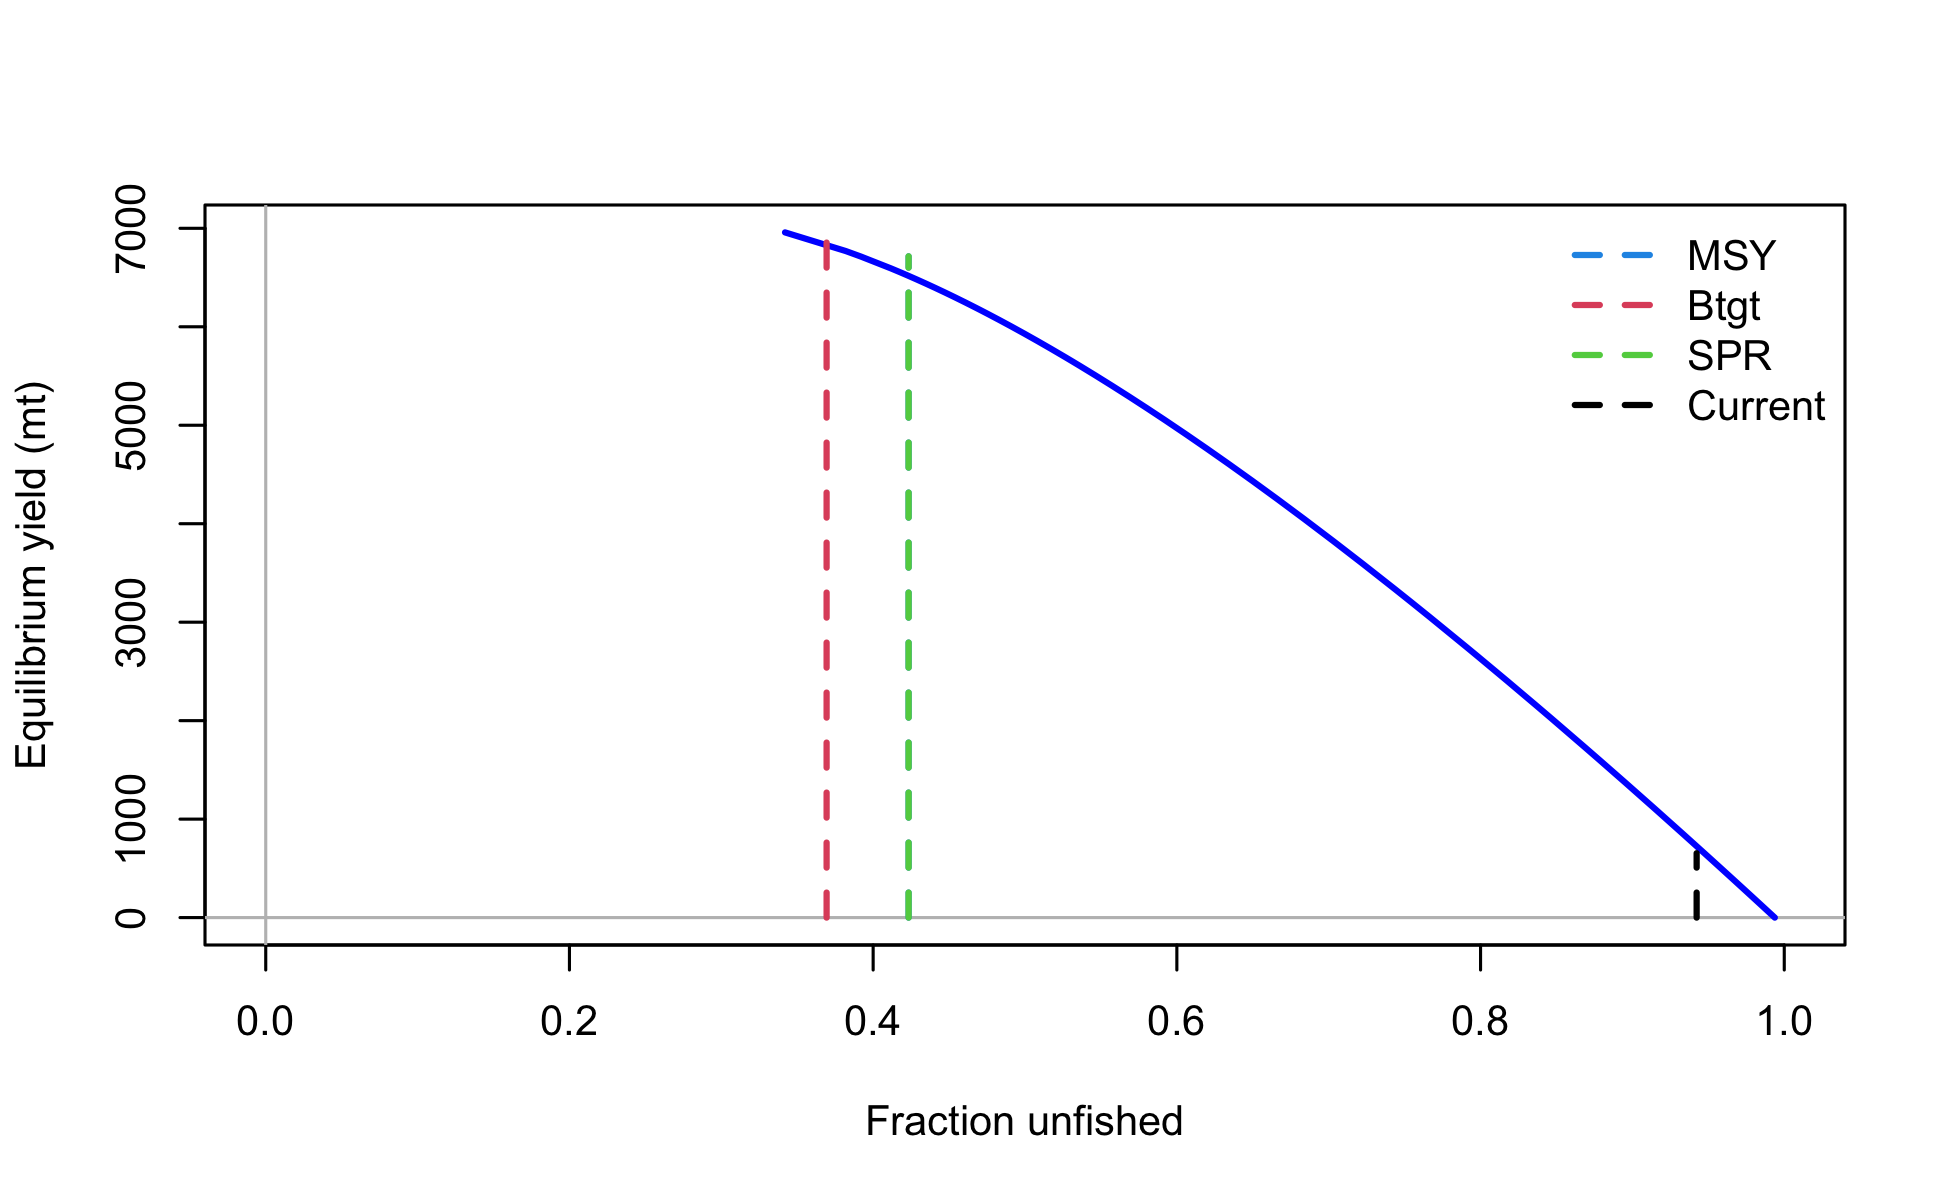 Equilibrium yield (mt)
7000
5000
3000
1000
0
MSY
Btgt
SPR
Current
0.0 0.2 0.4 0.6 0.8 1.0
Fraction unfished